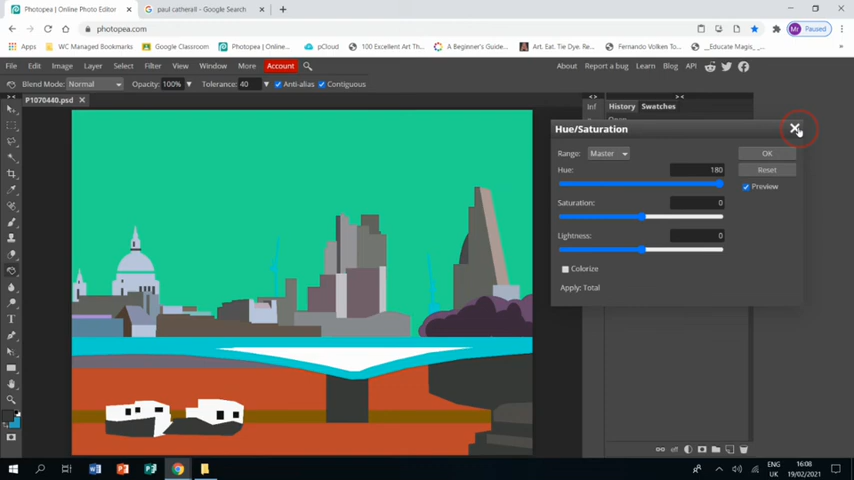 Photopea | Online Photo Editor
paul catherall - Google Search
photopea.com
Mr Paused
Apps WC Managed Bookmarks Google Classroom Photopea | Online... pCloud 100 Excellent Art Th... A Beginner's Guide... Art. Eat. Tie Dye. Re... Fernando Volken To... __Educate Magis_ ...
File Edit Image Layer Select Filter View Window More Account About Report a bug Learn Blog API
Blend Mode: Normal Opacity: 100% Tolerance: 40 Anti-alias Contiguous
P1070440.psd
Inf History Swatches
Hue/Saturation
Range: Master OK
Hue: 180 Reset
Preview
Saturation: 0
Lightness: 0
Colorize
Apply: Total
ENG 16:08
UK 19/02/2021